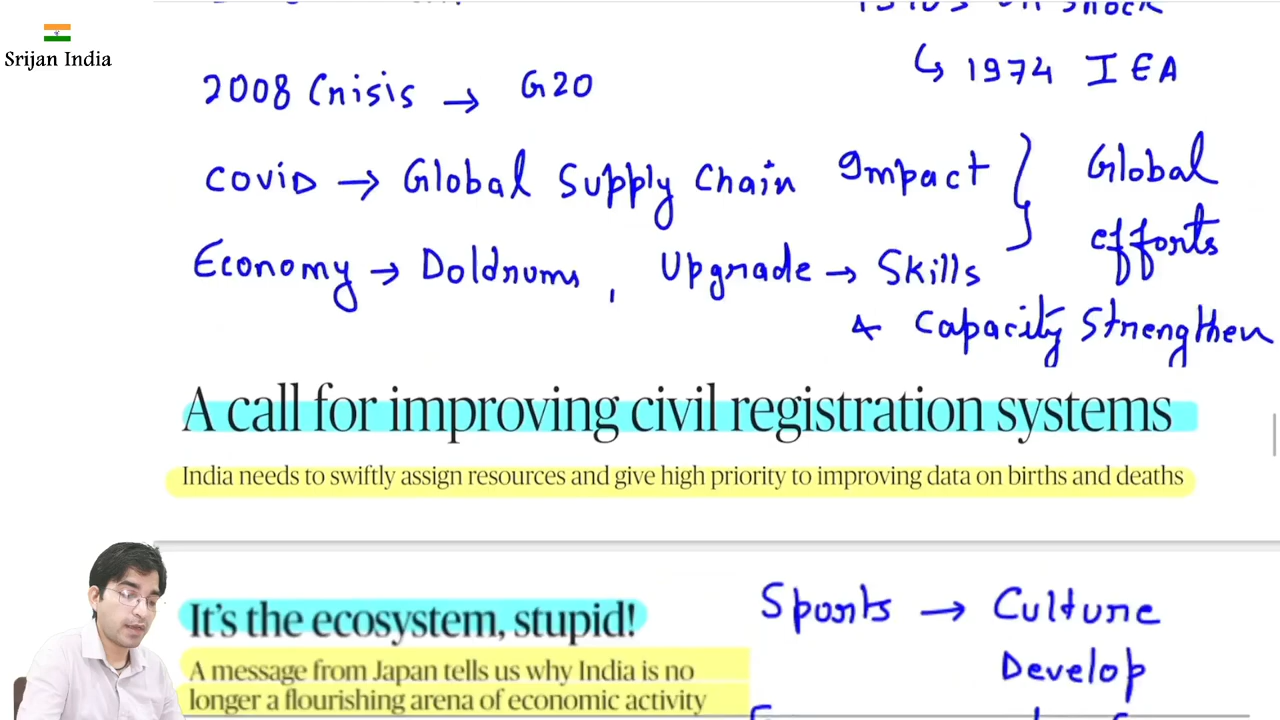 Srijan India
↳ 1974 IEA
2008 Crisis → G20
Covid → Global Supply Chain Impact } Global efforts
Economy → Doldrums, Upgrade → Skills
& Capacity Strengthen
A call for improving civil registration systems
India needs to swiftly assign resources and give high priority to improving data on births and deaths
It's the ecosystem, stupid!
A message from Japan tells us why India is no
longer a flourishing arena of economic activity
Sports → Culture
Develop